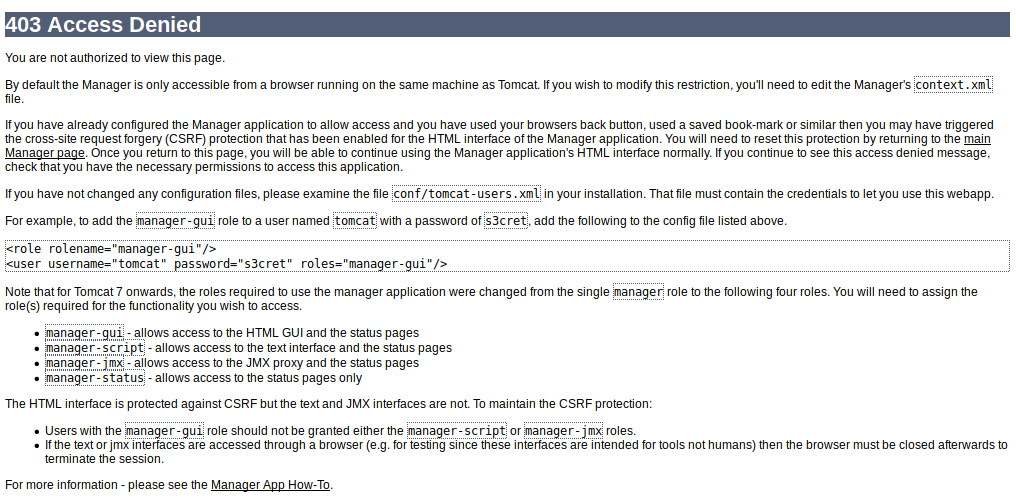 403 Access Denied
You are not authorized to view this page.
By default the Manager is only accessible from a browser running on the same machine as Tomcat. If you wish to modify this restriction, you'll need to edit the Manager's context.xml
file.
If you have already configured the Manager application to allow access and you have used your browsers back button, used a saved book-mark or similar then you may have triggered
the cross-site request forgery (CSRF) protection that has been enabled for the HTML interface of the Manager application. You will need to reset this protection by returning to the main
Manager page. Once you return to this page, you will be able to continue using the Manager application's HTML interface normally. If you continue to see this access denied message,
check that you have the necessary permissions to access this application.
If you have not changed any configuration files, please examine the file conf/tomcat-users.xml in your installation. That file must contain the credentials to let you use this webapp.
For example, to add the manager-gui role to a user named tomcat with a password of s3cret, add the following to the config file listed above.
<role rolename="manager-gui"/>
<user username="tomcat" password="s3cret" roles="manager-gui"/>
Note that for Tomcat 7 onwards, the roles required to use the manager application were changed from the single manager role to the following four roles. You will need to assign the
role(s) required for the functionality you wish to access.
• manager-gui - allows access to the HTML GUI and the status pages
• manager-script - allows access to the text interface and the status pages
• manager-jmx - allows access to the JMX proxy and the status pages
• manager-status - allows access to the status pages only
The HTML interface is protected against CSRF but the text and JMX interfaces are not. To maintain the CSRF protection:
• Users with the manager-gui role should not be granted either the manager-script or manager-jmx roles.
• If the text or jmx interfaces are accessed through a browser (e.g. for testing since these interfaces are intended for tools not humans) then the browser must be closed afterwards to
terminate the session.
For more information - please see the Manager App How-To.